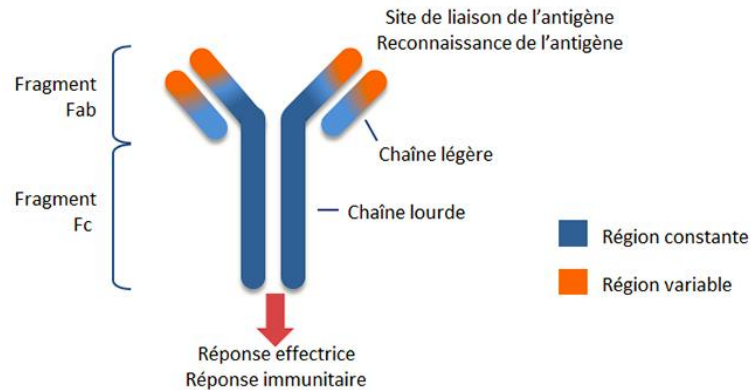 Site de liaison de l'antigène
Reconnaissance de l'antigène
Fragment
Fab
Chaîne légère
Fragment
Fc
Chaîne lourde
Région constante
Région variable
Réponse effectrice
Réponse immunitaire